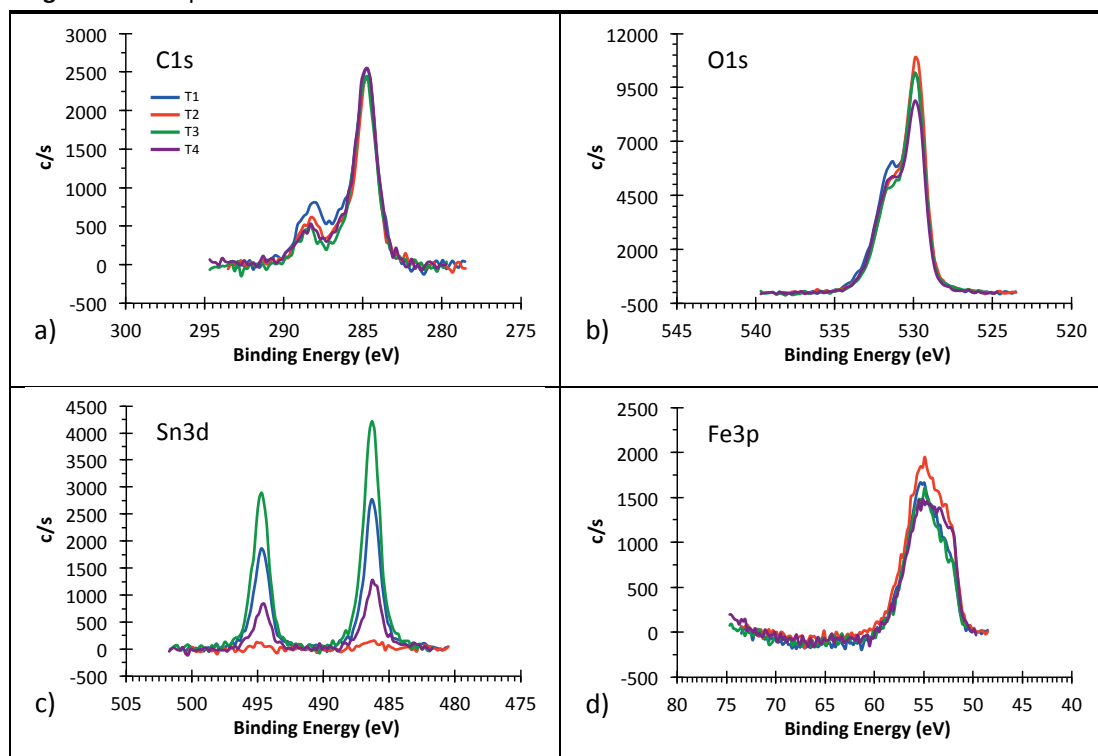 C1s
3000
2500
2000
1500
1000
500
0
-500
c/s
T1
T2
T3
T4
300 295 290 285 280 275
Binding Energy (eV)
a)
O1s
12000
9500
7000
4500
2000
-500
c/s
545 540 535 530 525 520
Binding Energy (eV)
b)
Sn3d
4500
4000
3500
3000
2500
2000
1500
1000
500
0
-500
c/s
505 500 495 490 485 480 475
Binding Energy (eV)
c)
Fe3p
2500
2000
1500
1000
500
0
-500
c/s
80 75 70 65 60 55 50 45 40
Binding Energy (eV)
d)